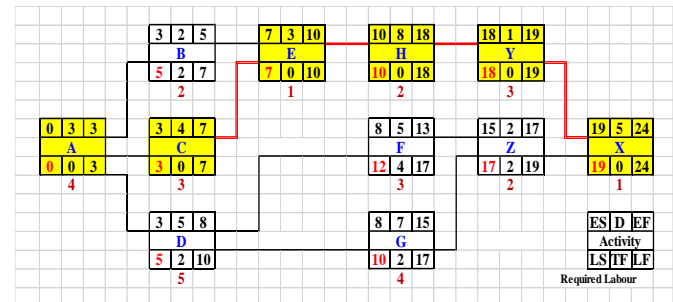 3 2 5 7 3 10 10 8 18 18 1 19
B E H Y
5 2 7 7 0 10 10 0 18 18 0 19
2 1 2 3
0 3 3 3 4 7 8 5 13 15 2 17 19 5 24
A C F Z X
0 0 3 3 0 7 12 4 17 17 2 19 19 0 24
4 3 3 2 1
3 5 8 8 7 15 ES D EF
D G Activity
5 2 10 10 2 17 LS TF LF
5 4 Required Labour